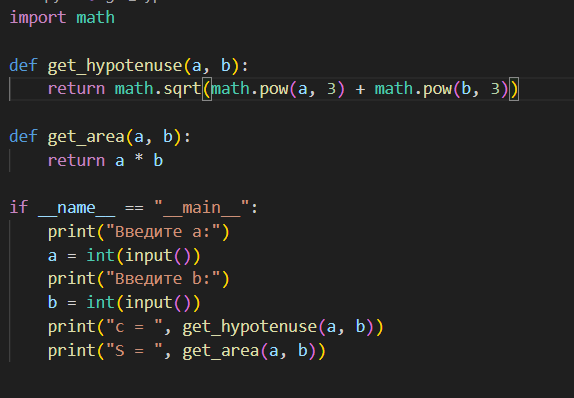 import math
def get_hypotenuse(a, b):
return math.sqrt(math.pow(a, 3) + math.pow(b, 3))
def get_area(a, b):
return a * b
if __name__ == "__main__":
print("Введите a:")
a = int(input())
print("Введите b:")
b = int(input())
print("c = ", get_hypotenuse(a, b))
print("S = ", get_area(a, b))